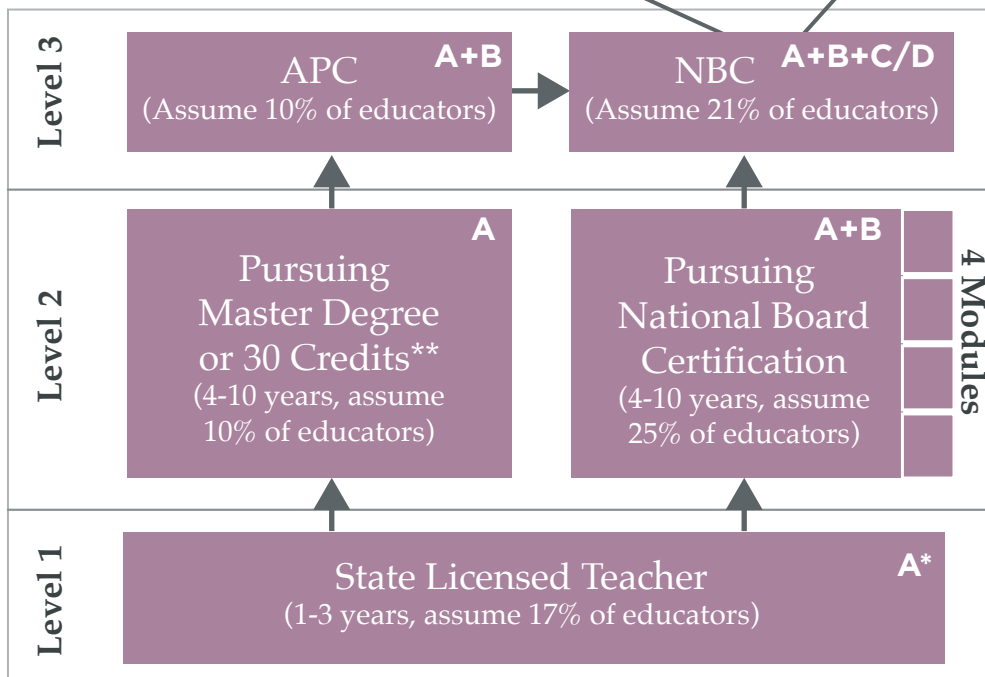 Level 3
APC
A+B
(Assume 10% of educators)
NBC
A+B+C/D
(Assume 21% of educators)
Level 2
A
Pursuing
Master Degree
or 30 Credits**
(4-10 years, assume
10% of educators)
A+B
Pursuing
National Board
Certification
(4-10 years, assume
25% of educators)
4 Modules
Level 1
A*
State Licensed Teacher
(1-3 years, assume 17% of educators)